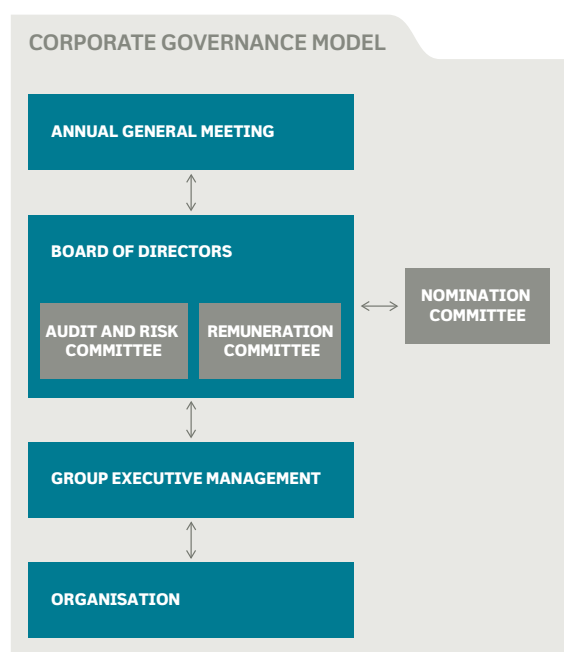 CORPORATE GOVERNANCE MODEL
ANNUAL GENERAL MEETING
BOARD OF DIRECTORS
AUDIT AND RISK
COMMITTEE
REMUNERATION
COMMITTEE
NOMINATION
COMMITTEE
GROUP EXECUTIVE MANAGEMENT
ORGANISATION